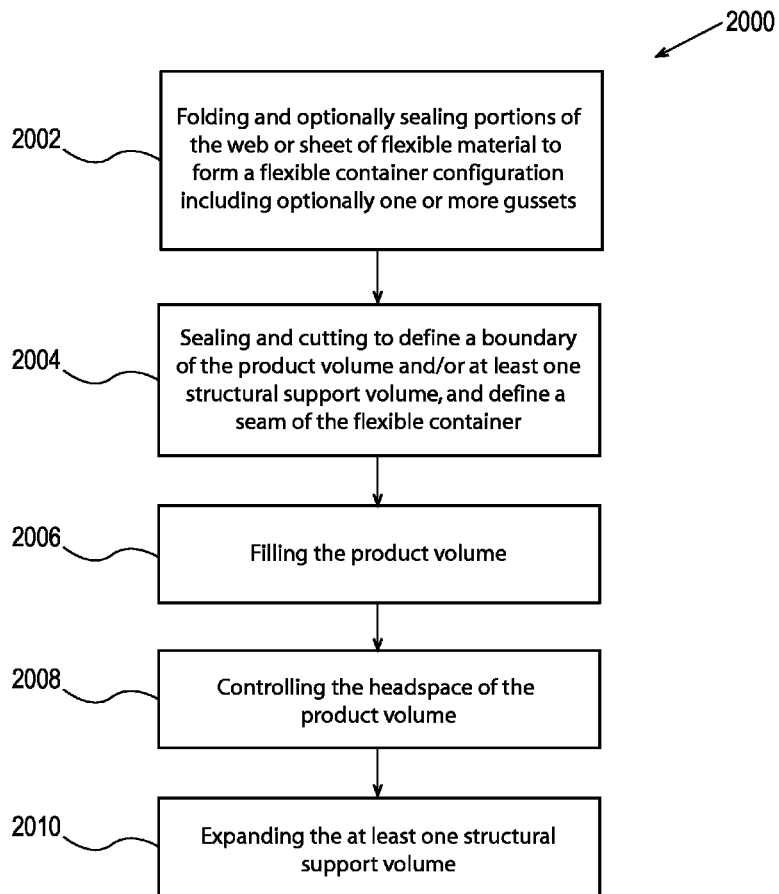 2000
2002
Folding and optionally sealing portions
of the web or sheet of flexible material to
form a flexible container configuration
including optionally one or more gussets
2004
Sealing and cutting to define a boundary
of the product volume and/or at least one
structural support volume, and define a
seam of the flexible container
2006
Filling the product volume
2008
Controlling the headspace of the
product volume
2010
Expanding the at least one structural
support volume